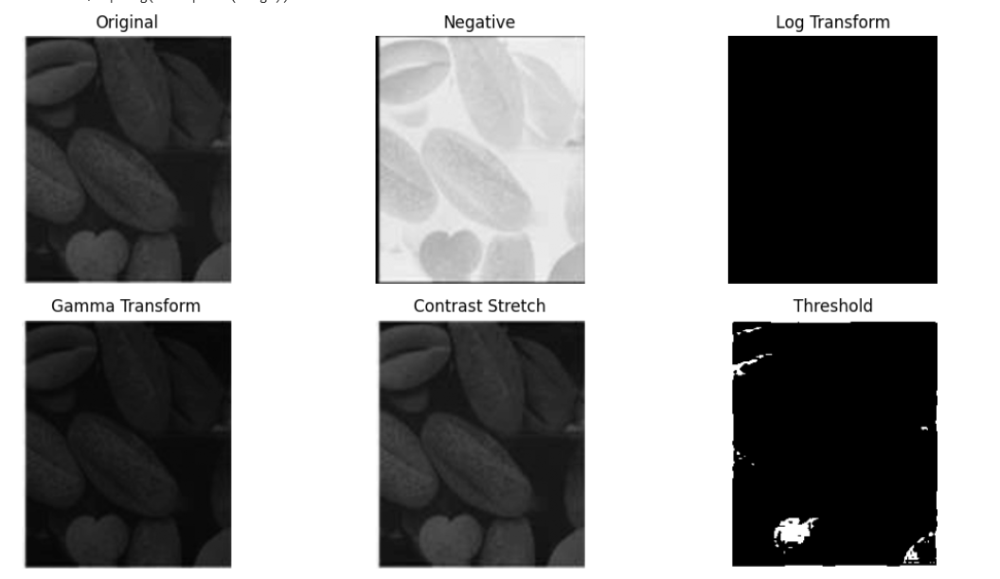 Original
Negative
Log Transform
Gamma Transform
Contrast Stretch
Threshold